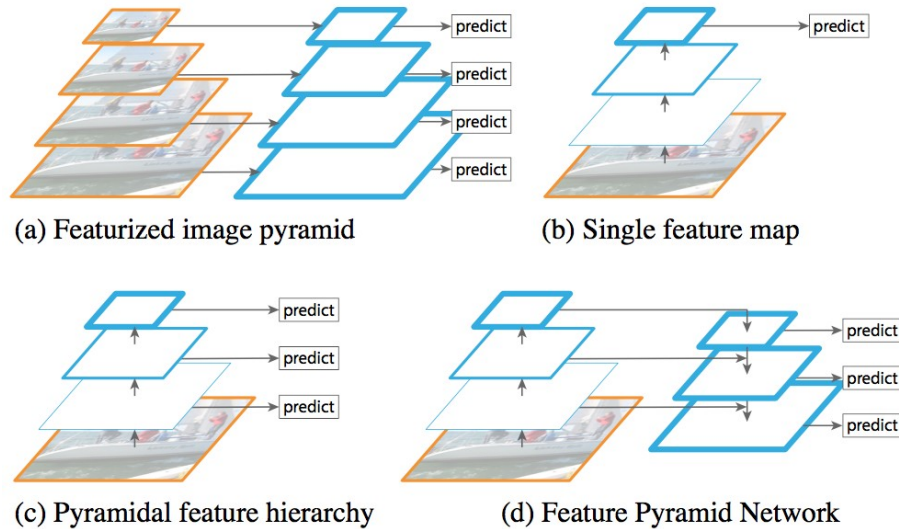 predict
predict
predict
predict
predict
(a) Featurized image pyramid
(b) Single feature map
predict
predict
predict
predict
predict
predict
(c) Pyramidal feature hierarchy
(d) Feature Pyramid Network